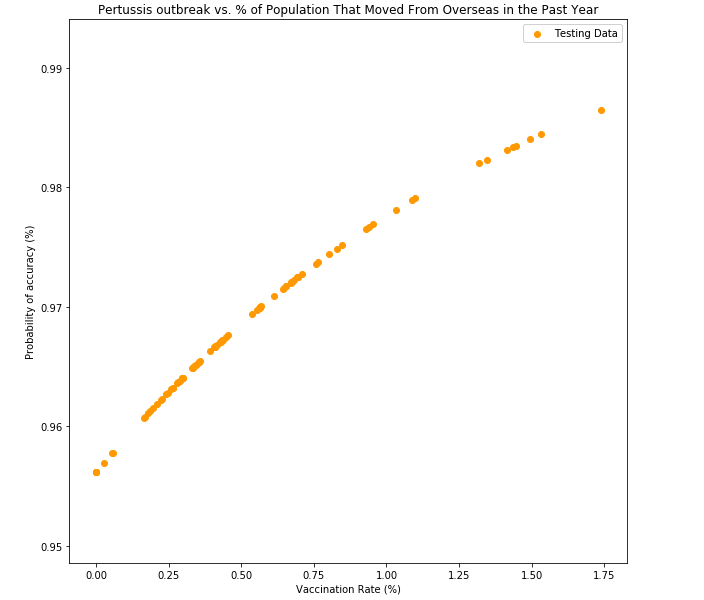 Pertussis outbreak vs. % of Population That Moved From Overseas in the Past Year
Testing Data
0.99
0.98
0.97
0.96
0.95
Probability of accuracy (%)
0.00 0.25 0.50 0.75 1.00 1.25 1.50 1.75
Vaccination Rate (%)